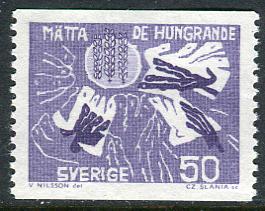 MÄTTA DE HUNGRANDE
SVERIGE 50
V NILSSON del CZ. SLANIA sc